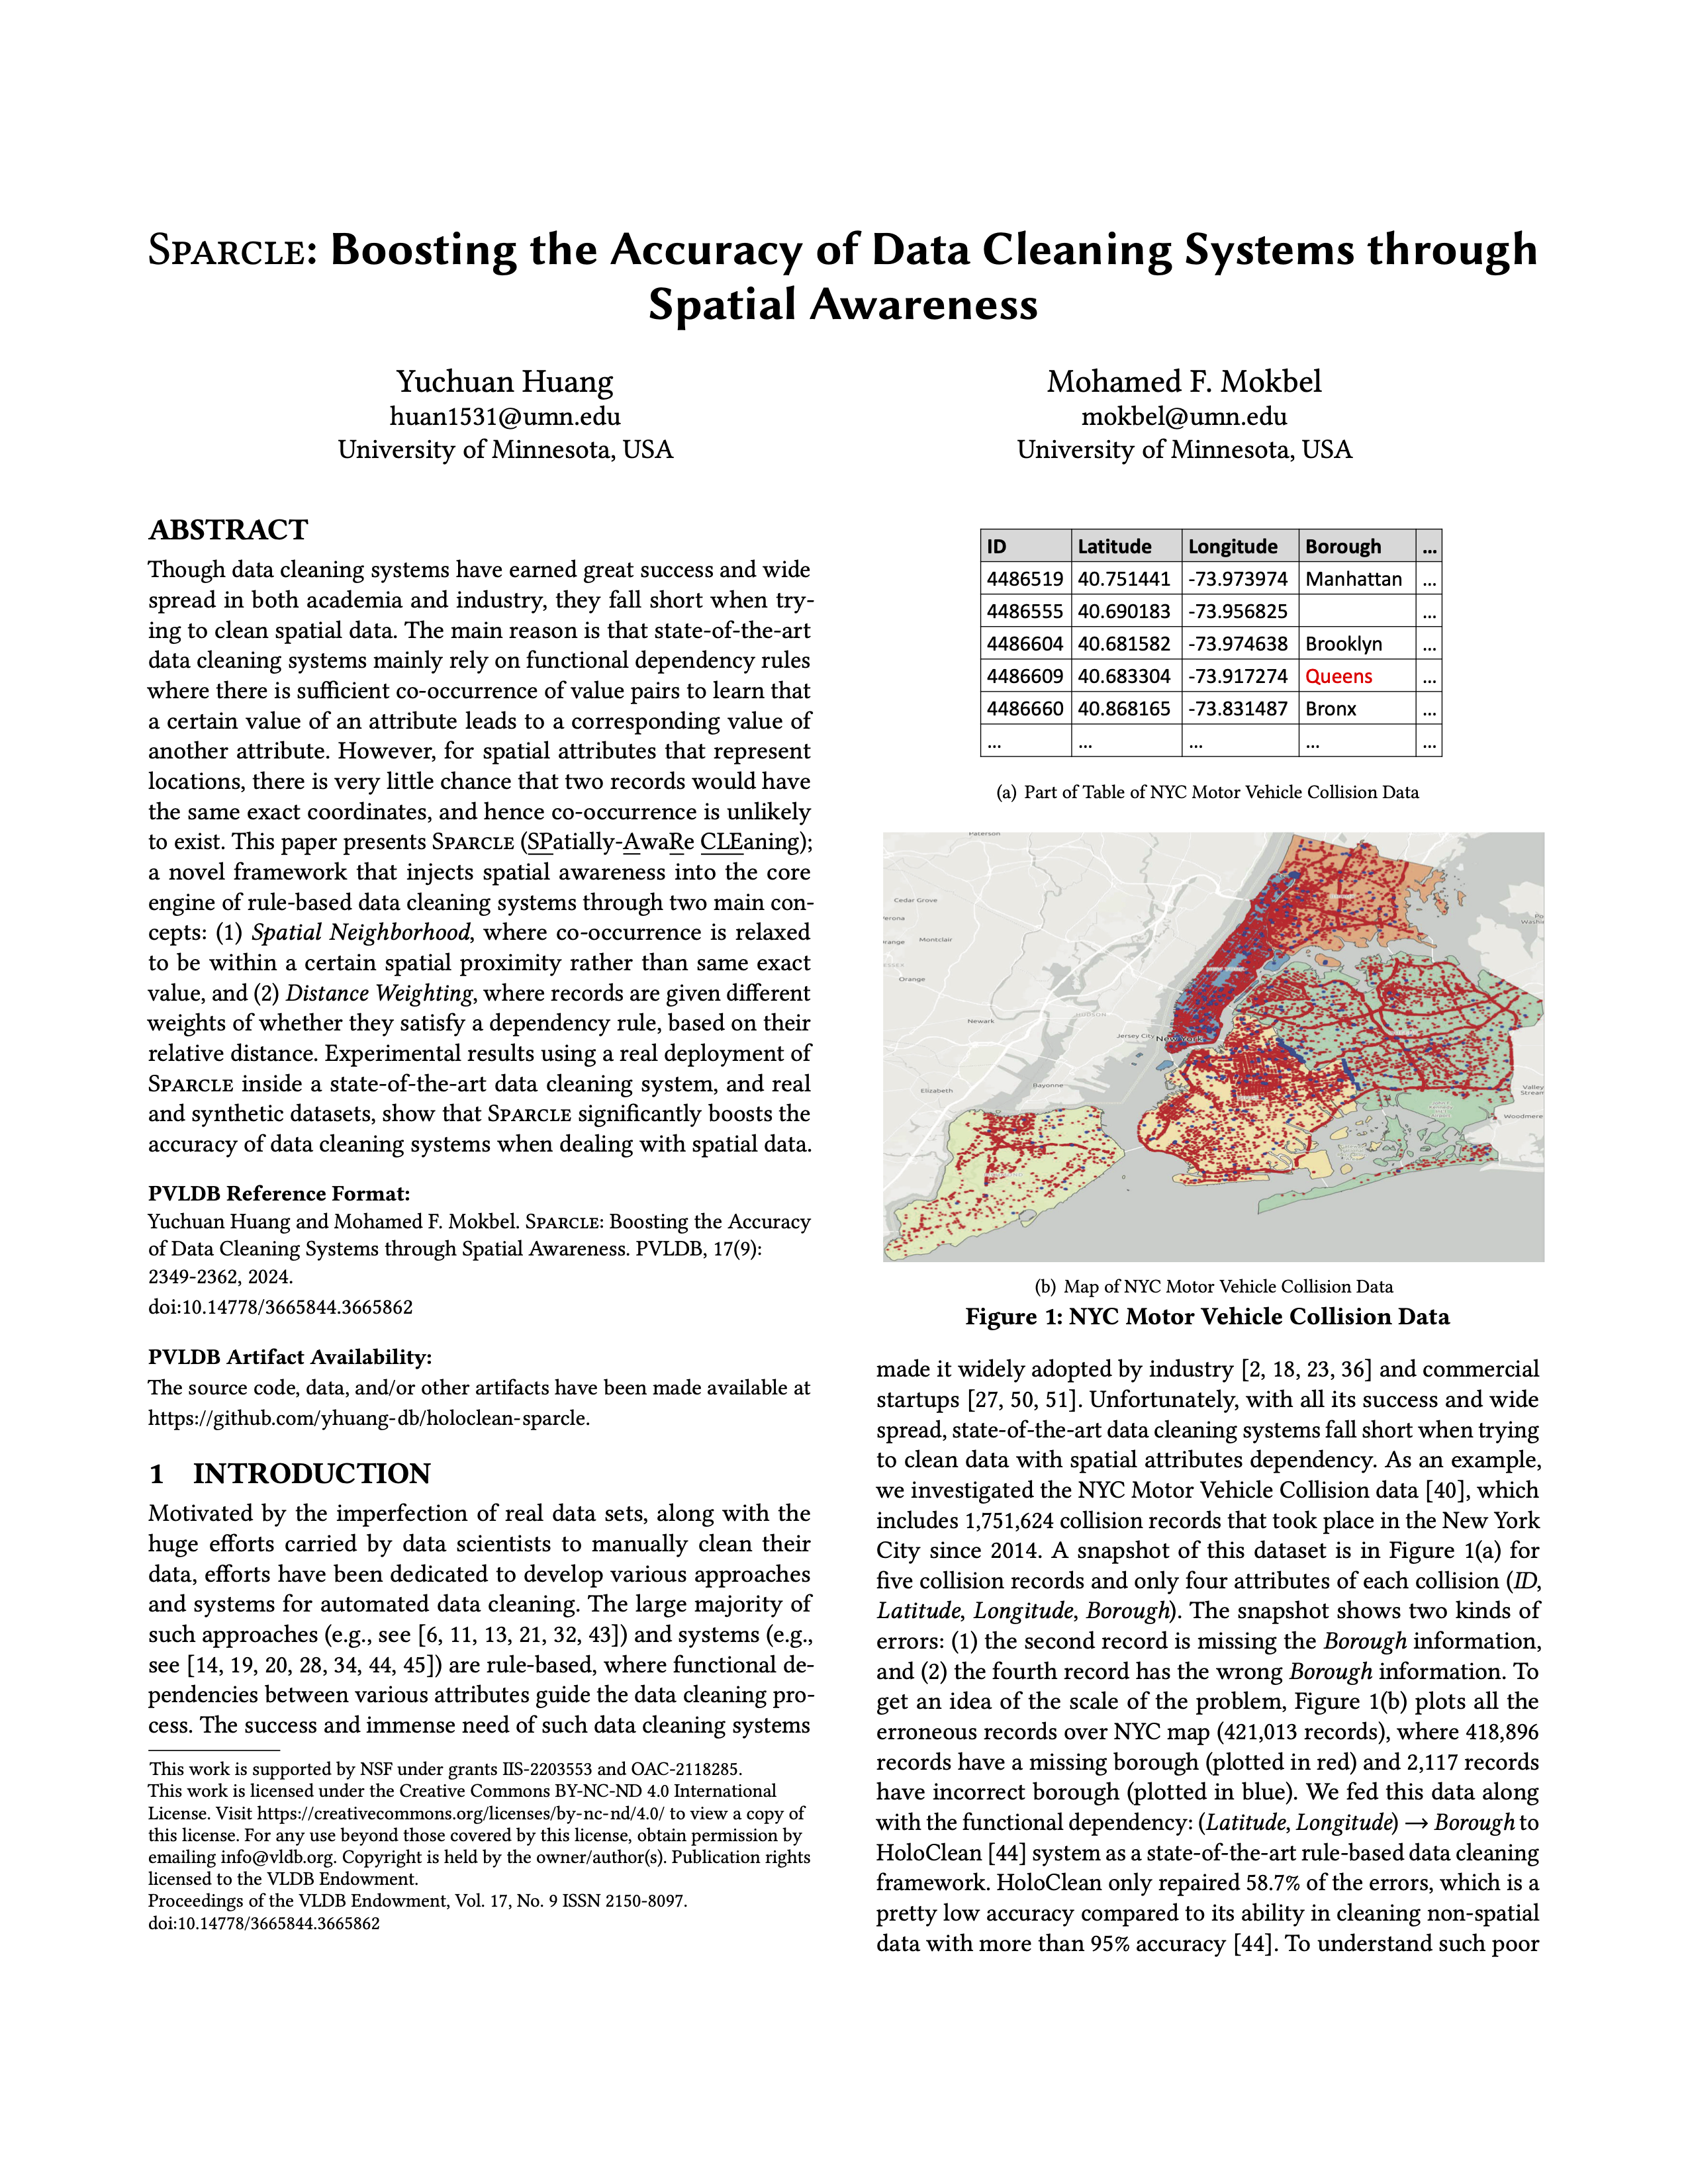 SPARCLE: Boosting the Accuracy of Data Cleaning Systems through
Spatial Awareness
Yuchuan Huang
huan1531@umn.edu
University of Minnesota, USA
Mohamed F. Mokbel
mokbel@umn.edu
University of Minnesota, USA
ABSTRACT
Though data cleaning systems have earned great success and wide
spread in both academia and industry, they fall short when try-
ing to clean spatial data. The main reason is that state-of-the-art
data cleaning systems mainly rely on functional dependency rules
where there is sufficient co-occurrence of value pairs to learn that
a certain value of an attribute leads to a corresponding value of
another attribute. However, for spatial attributes that represent
locations, there is very little chance that two records would have
the same exact coordinates, and hence co-occurrence is unlikely
to exist. This paper presents SPARCLE (SPatially-AwaRe CLEaning);
a novel framework that injects spatial awareness into the core
engine of rule-based data cleaning systems through two main con-
cepts: (1) Spatial Neighborhood, where co-occurrence is relaxed
to be within a certain spatial proximity rather than same exact
value, and (2) Distance Weighting, where records are given different
weights of whether they satisfy a dependency rule, based on their
relative distance. Experimental results using a real deployment of
SPARCLE inside a state-of-the-art data cleaning system, and real
and synthetic datasets, show that SPARCLE significantly boosts the
accuracy of data cleaning systems when dealing with spatial data.
PVLDB Reference Format:
Yuchuan Huang and Mohamed F. Mokbel. SPARCLE: Boosting the Accuracy
of Data Cleaning Systems through Spatial Awareness. PVLDB, 17(9):
2349-2362, 2024.
doi:10.14778/3665844.3665862
PVLDB Artifact Availability:
The source code, data, and/or other artifacts have been made available at
https://github.com/yhuang-db/holoclean-sparcle.
1 INTRODUCTION
Motivated by the imperfection of real data sets, along with the
huge efforts carried by data scientists to manually clean their
data, efforts have been dedicated to develop various approaches
and systems for automated data cleaning. The large majority of
such approaches (e.g., see [6, 11, 13, 21, 32, 43]) and systems (e.g.,
see [14, 19, 20, 28, 34, 44, 45]) are rule-based, where functional de-
pendencies between various attributes guide the data cleaning pro-
cess. The success and immense need of such data cleaning systems
This work is supported by NSF under grants IIS-2203553 and OAC-2118285.
This work is licensed under the Creative Commons BY-NC-ND 4.0 International
License. Visit https://creativecommons.org/licenses/by-nc-nd/4.0/ to view a copy of
this license. For any use beyond those covered by this license, obtain permission by
emailing info@vldb.org. Copyright is held by the owner/author(s). Publication rights
licensed to the VLDB Endowment.
Proceedings of the VLDB Endowment, Vol. 17, No. 9 ISSN 2150-8097.
doi:10.14778/3665844.3665862
ID Latitude Longitude Borough ...
4486519 40.751441 -73.973974 Manhattan ...
4486555 40.690183 -73.956825 ...
4486604 40.681582 -73.974638 Brooklyn ...
4486609 40.683304 -73.917274 Queens ...
4486660 40.868165 -73.831487 Bronx ...
... ... ... ... ...
(a) Part of Table of NYC Motor Vehicle Collision Data
Paterson
Cedar Grove
Montclair
Orange
Newark
HUDSON
Jersey City
New York
Elizabeth
Bayonne
Valley
Stream
Woodmere
(b) Map of NYC Motor Vehicle Collision Data
Figure 1: NYC Motor Vehicle Collision Data
made it widely adopted by industry [2, 18, 23, 36] and commercial
startups [27, 50, 51]. Unfortunately, with all its success and wide
spread, state-of-the-art data cleaning systems fall short when trying
to clean data with spatial attributes dependency. As an example,
we investigated the NYC Motor Vehicle Collision data [40], which
includes 1,751,624 collision records that took place in the New York
City since 2014. A snapshot of this dataset is in Figure 1(a) for
five collision records and only four attributes of each collision (ID,
Latitude, Longitude, Borough). The snapshot shows two kinds of
errors: (1) the second record is missing the Borough information,
and (2) the fourth record has the wrong Borough information. To
get an idea of the scale of the problem, Figure 1(b) plots all the
erroneous records over NYC map (421,013 records), where 418,896
records have a missing borough (plotted in red) and 2,117 records
have incorrect borough (plotted in blue). We fed this data along
with the functional dependency: (Latitude, Longitude) → Borough to
HoloClean [44] system as a state-of-the-art rule-based data cleaning
framework. HoloClean only repaired 58.7% of the errors, which is a
pretty low accuracy compared to its ability in cleaning non-spatial
data with more than 95% accuracy [44]. To understand such poor